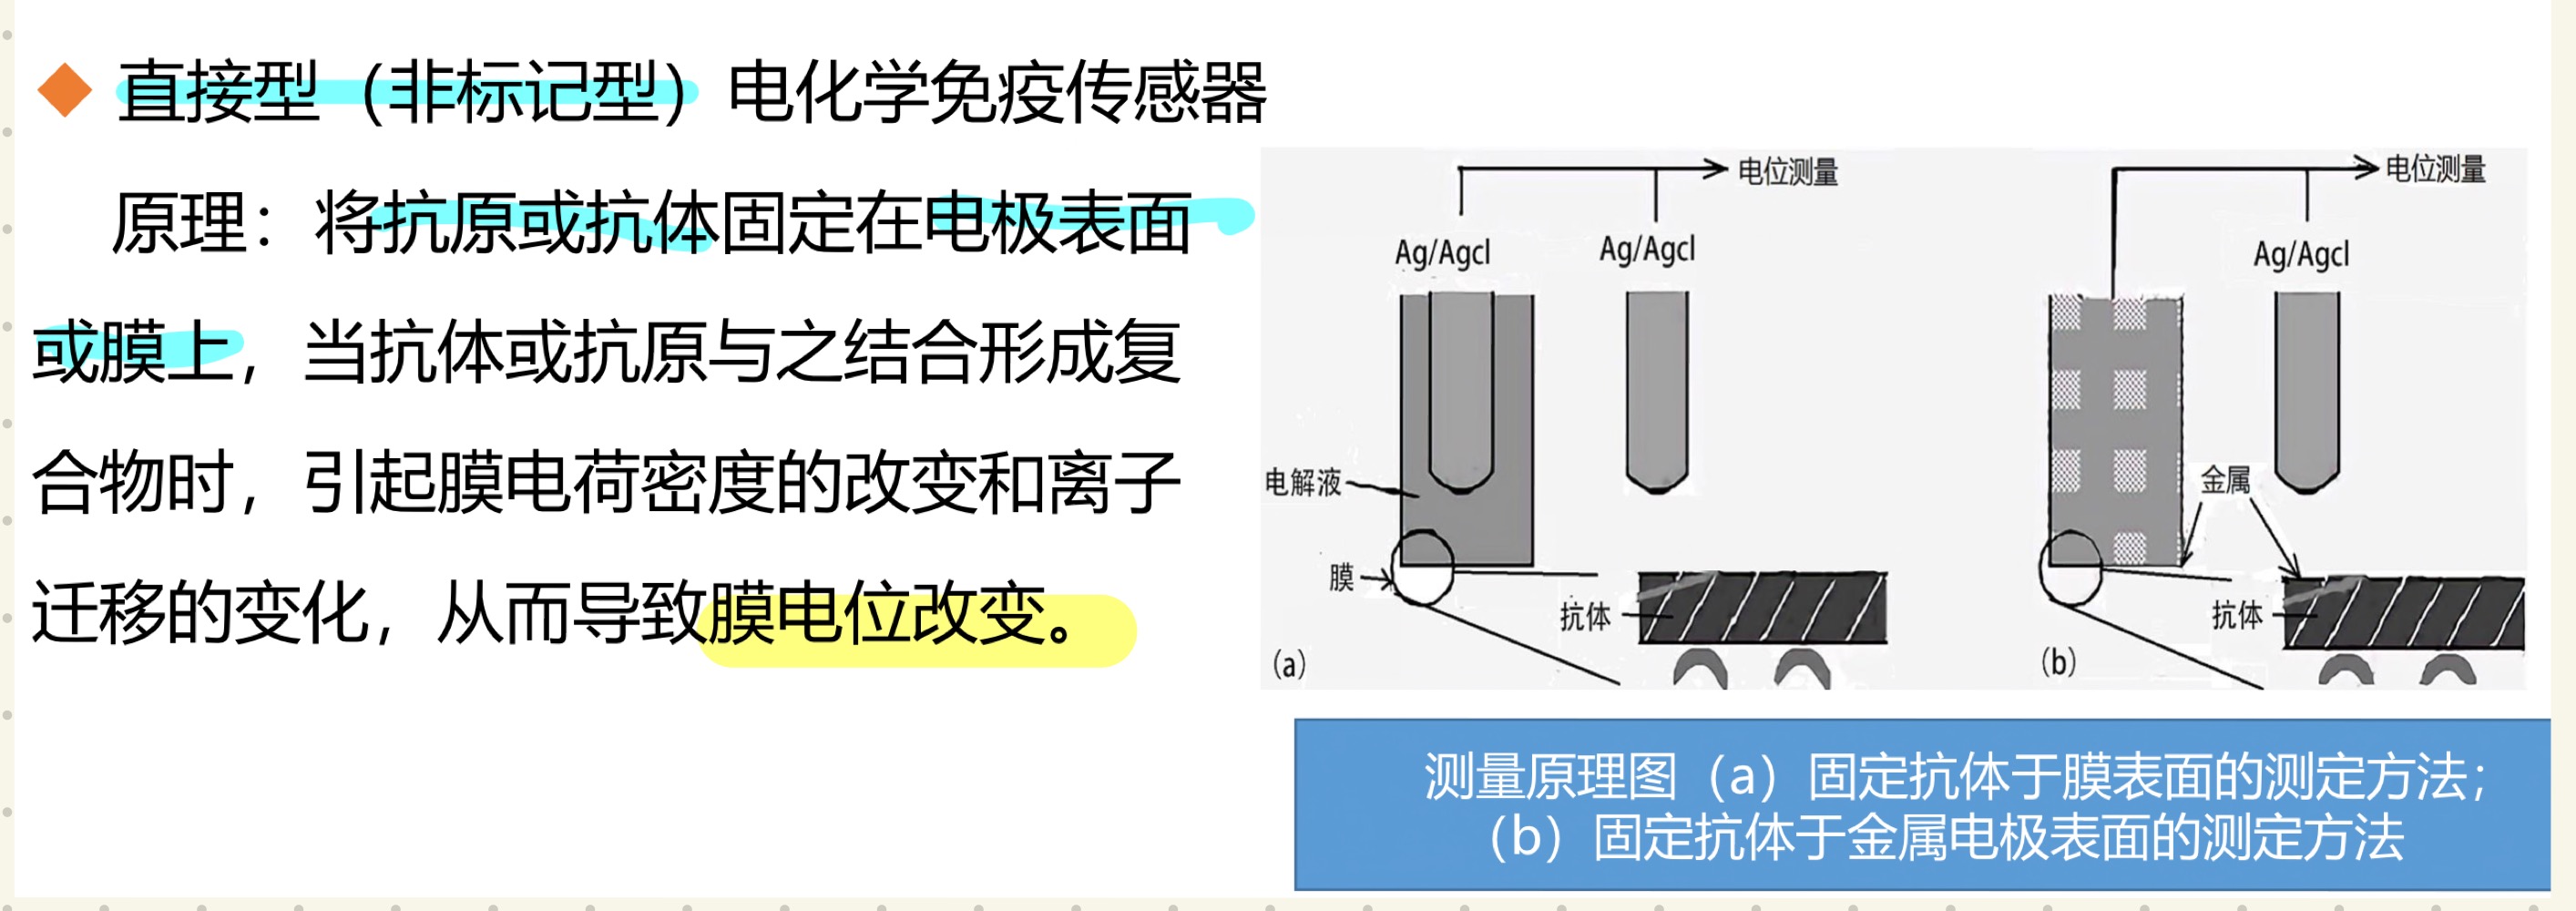 直接型（非标记型）电化学免疫传感器
原理：将抗原或抗体固定在电极表面
或膜上，当抗体或抗原与之结合形成复
合物时，引起膜电荷密度的改变和离子
迁移的变化，从而导致膜电位改变。
电位测量
Ag/Agcl
Ag/Agcl
电解液
膜
抗体
(a)
电位测量
Ag/Agcl
金属
抗体
(b)
测量原理图（a）固定抗体于膜表面的测定方法；
（b）固定抗体于金属电极表面的测定方法